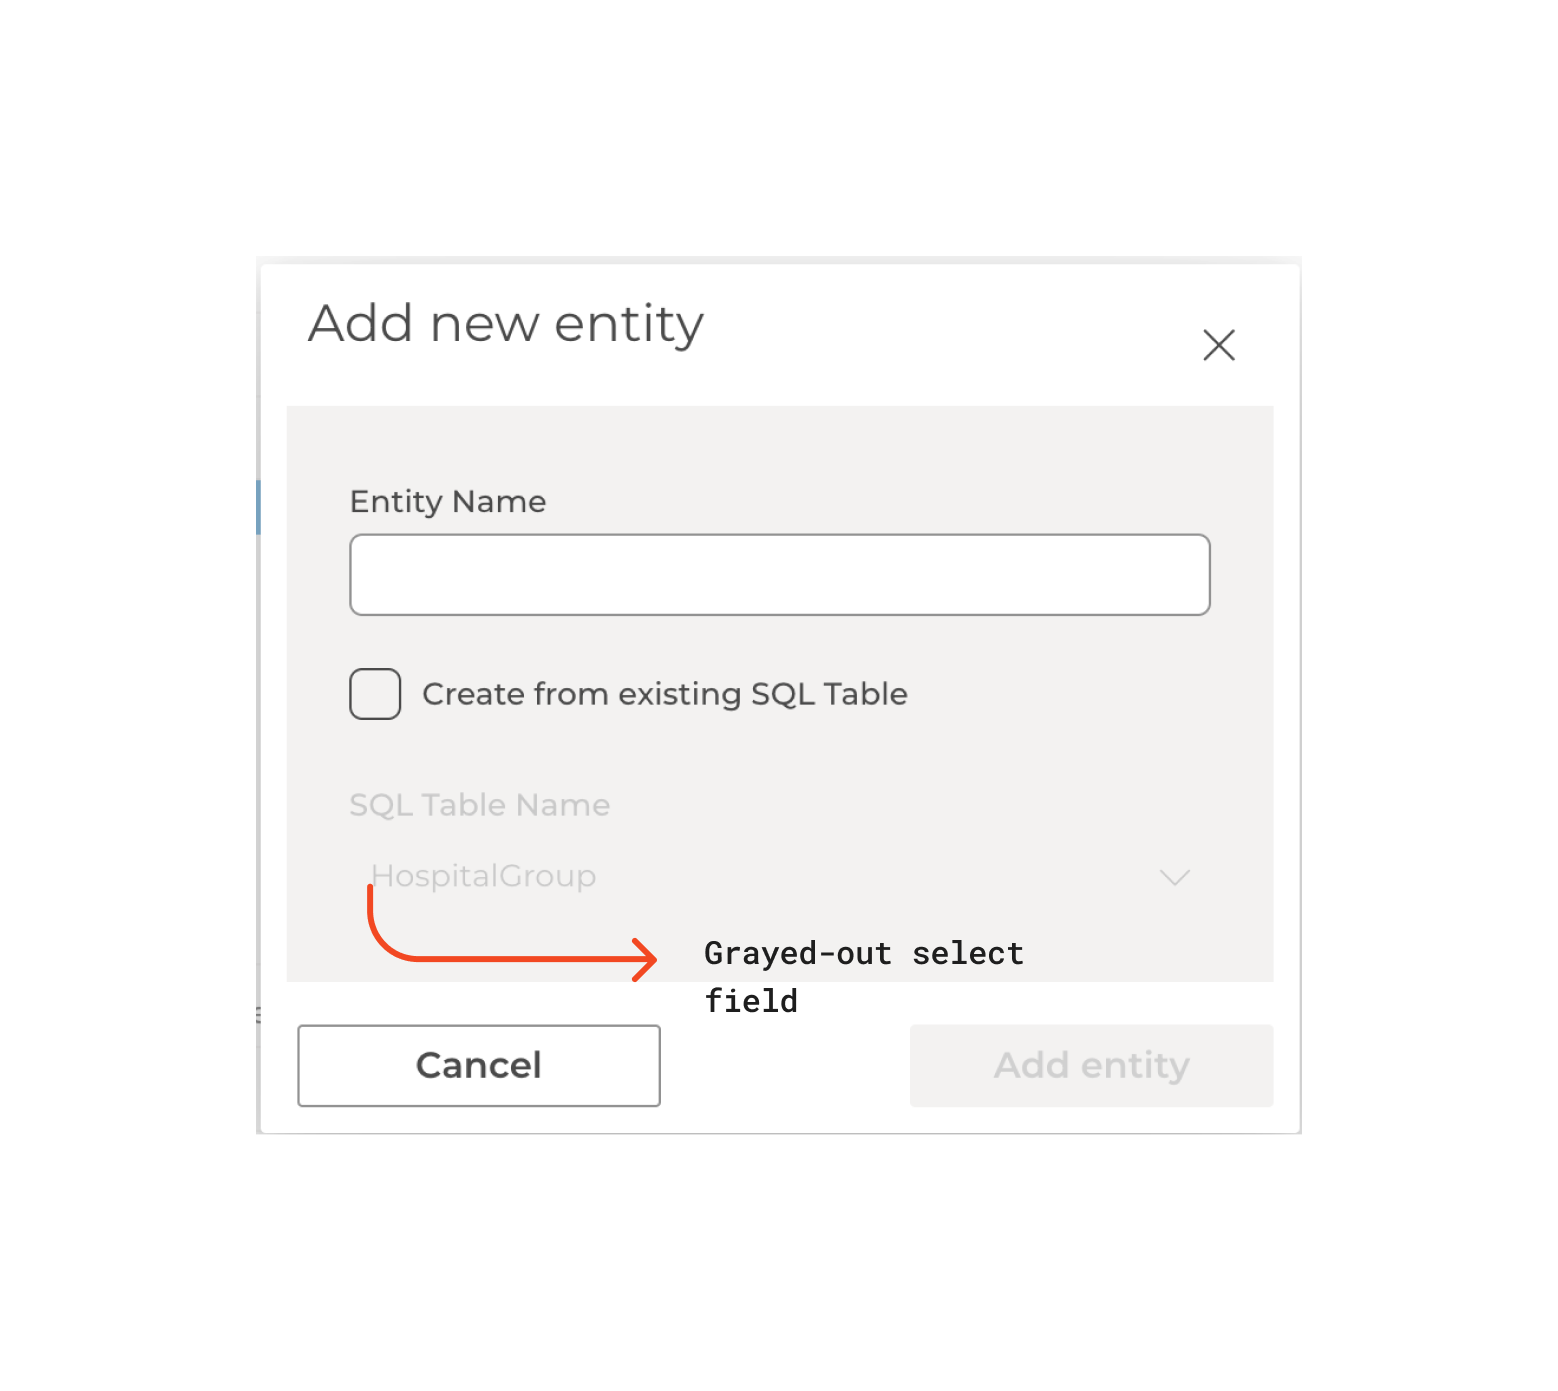 Add new entity
Entity Name
Create from existing SQL Table
SQL Table Name
HospitalGroup
Grayed-out select
field
Cancel
Add entity